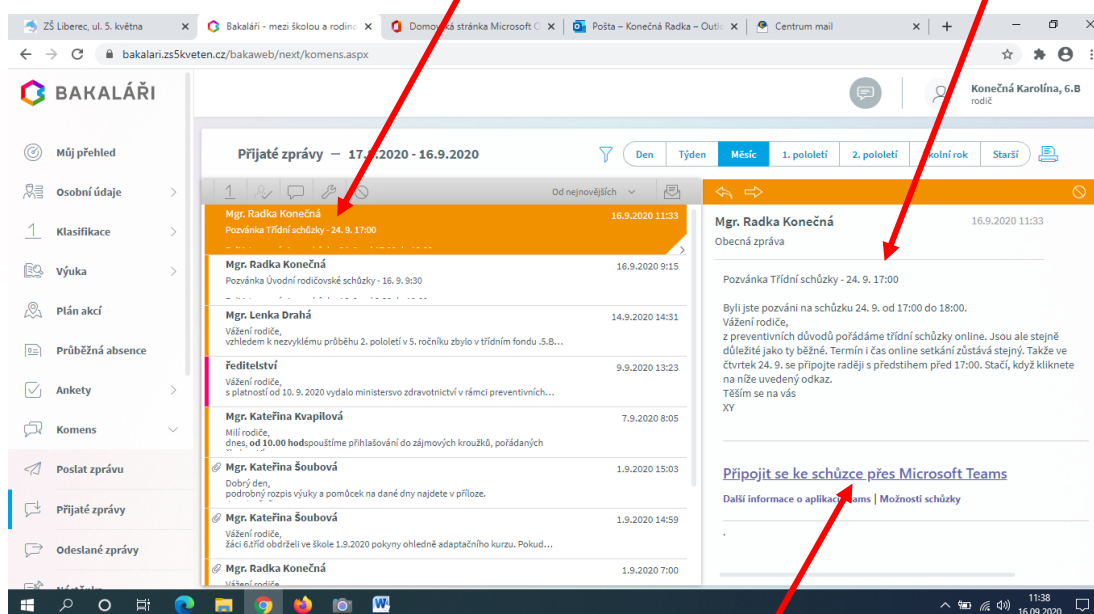 ZŠ Liberec, ul. 5. května
Bakaláři - mezi školou a rodino
stránka Microsoft O
Pošta – Konečná Radka – Outlo
Centrum mail
bakalari.zs5kveten.cz/bakaweb/next/komens.aspx
BAKALÁŘI
Konečná Karolína, 6.B
rodič
Můj přehled
Osobní údaje
Klasifikace
Výuka
Plán akcí
Průběžná absence
Ankety
Komens
Poslat zprávu
Přijaté zprávy
Odeslané zprávy
Přijaté zprávy — 17. .2020 - 16.9.2020
Den
Týden
Měsíc
1. pololetí
2. pololetí
rok
Starší
Od nejnovějších
Mgr. Radka Konečná
16.9.2020 11:33
Pozvánka Třídní schůzky - 24. 9. 17:00
Mgr. Radka Konečná
16.9.2020 9:15
Pozvánka Úvodní rodičovské schůzky - 16. 9. 9:30
Mgr. Lenka Drahá
14.9.2020 14:31
Vážení rodiče,
vzhledem k nezvyklému průběhu 2. pololetí v 5. ročníku zbylo v třídním fondu .5.B...
ředitelství
9.9.2020 13:23
Vážení rodiče,
s platností od 10. 9. 2020 vydalo ministersvo zdravotnictví v rámci preventivních...
Mgr. Kateřina Kvapilová
7.9.2020 8:05
Milí rodiče,
dnes, od 10.00 hodspouštíme přihlašování do zájmových kroužků, pořádaných
Mgr. Kateřina Šoubová
1.9.2020 15:03
Dobrý den,
podrobný rozpis výuky a pomůcek na dané dny najdete v příloze.
Mgr. Kateřina Šoubová
1.9.2020 14:59
Vážení rodiče,
žáci 6.tříd obdrželi ve škole 1.9.2020 pokyny ohledně adaptačního kurzu. Pokud...
Mgr. Radka Konečná
1.9.2020 7:00
Vážení rodiče
Mgr. Radka Konečná
16.9.2020 11:33
Obecná zpráva
Pozvánka Třídní schůzky - 24. 9. 17:00
Byli jste pozváni na schůzku 24. 9. od 17:00 do 18:00.
Vážení rodiče,
z preventivních důvodů pořádáme třídní schůzky online. Jsou ale stejně
důležité jako ty běžné. Termín i čas online setkání zůstává stejný. Takže ve
čtvrtek 24. 9. se připojte raději s předstihem před 17:00. Stačí, když kliknete
na níže uvedený odkaz.
Těším se na vás
XY
Připojit se ke schůzce přes Microsoft Teams
Další informace o aplikaci | Možnosti schůzky
.
11:38
16.09.2020